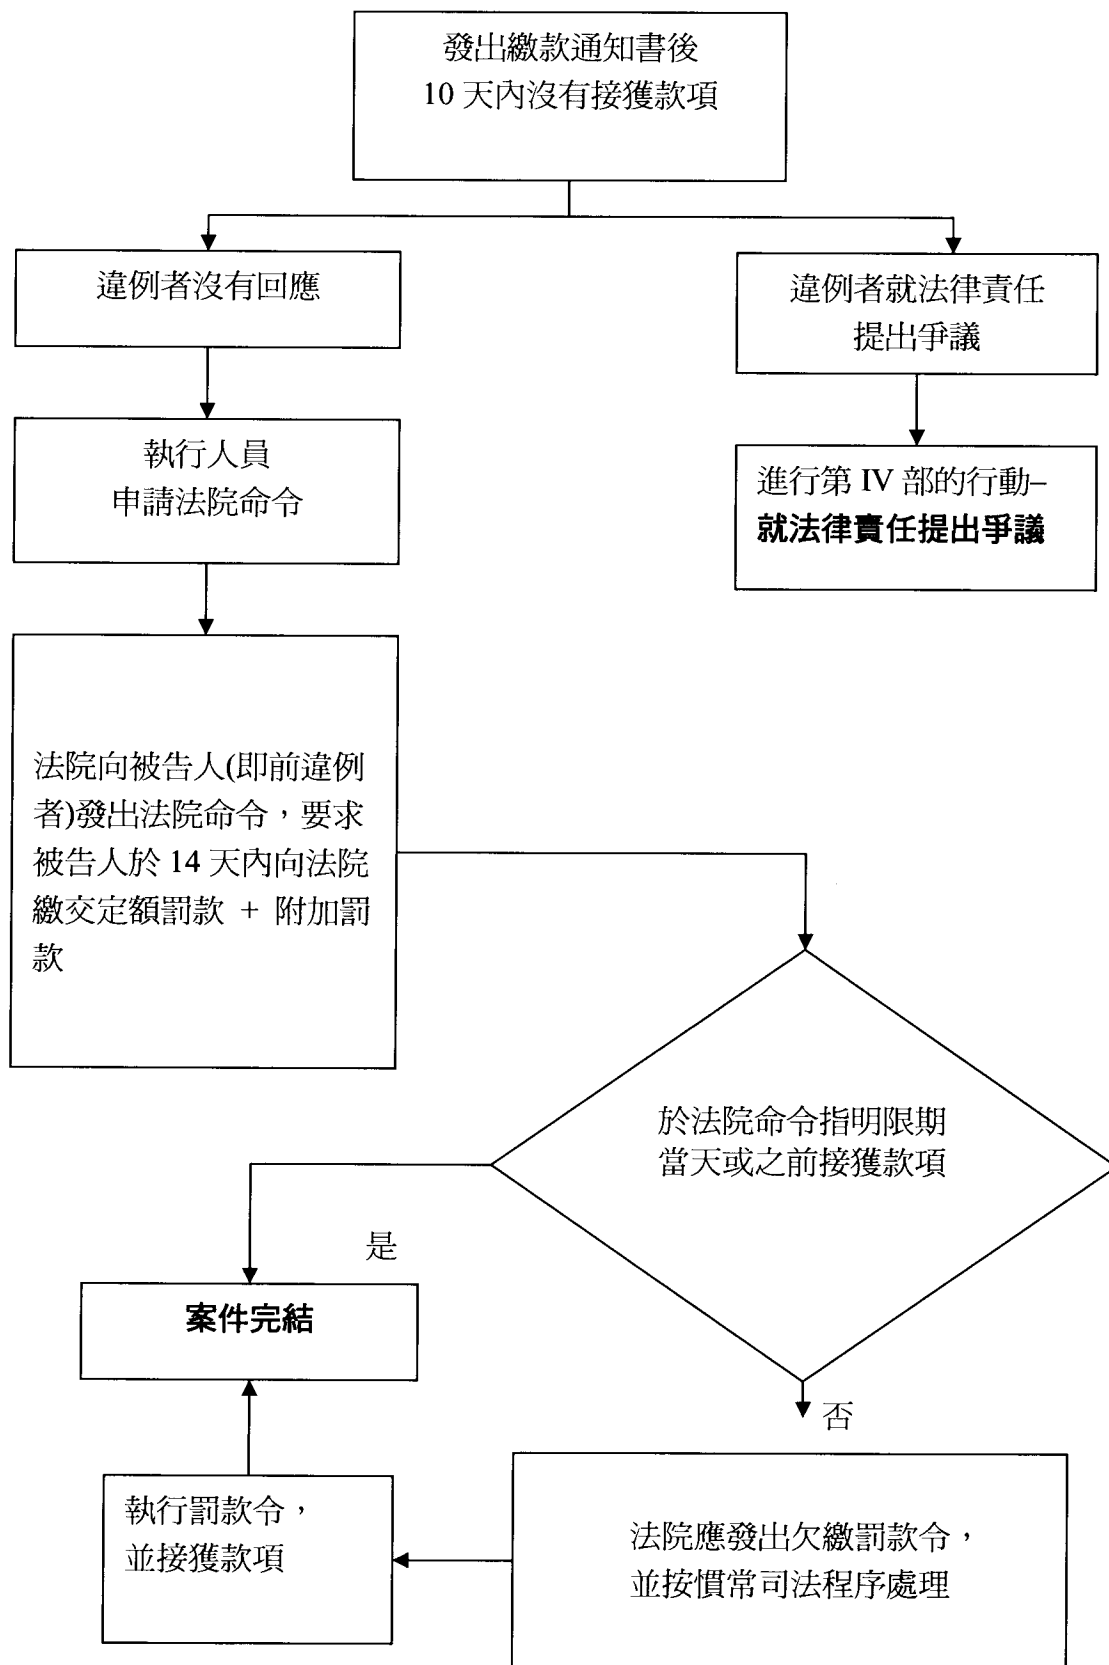 發出繳款通知書後
10 天內沒有接獲款項
違例者沒有回應
違例者就法律責任
提出爭議
執行人員
申請法院命令
進行第 IV 部的行動–
就法律責任提出爭議
法院向被告人(即前違例
者)發出法院命令，要求
被告人於 14 天內向法院
繳交定額罰款 + 附加罰
款
於法院命令指明限期
當天或之前接獲款項
是
案件完結
否
執行罰款令，
並接獲款項
法院應發出欠繳罰款令，
並按慣常司法程序處理